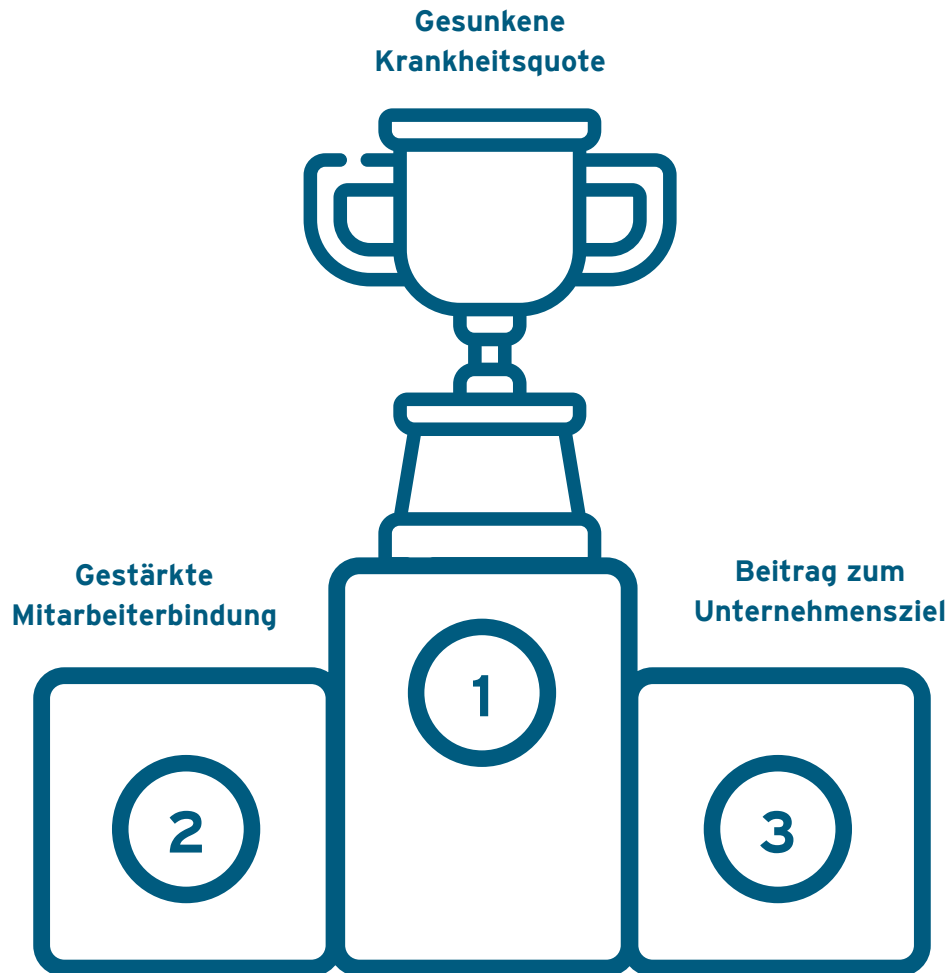 Gesunkene
Krankheitsquote
Gestärkte
Mitarbeiterbindung
Beitrag zum
Unternehmensziel
1
2
3